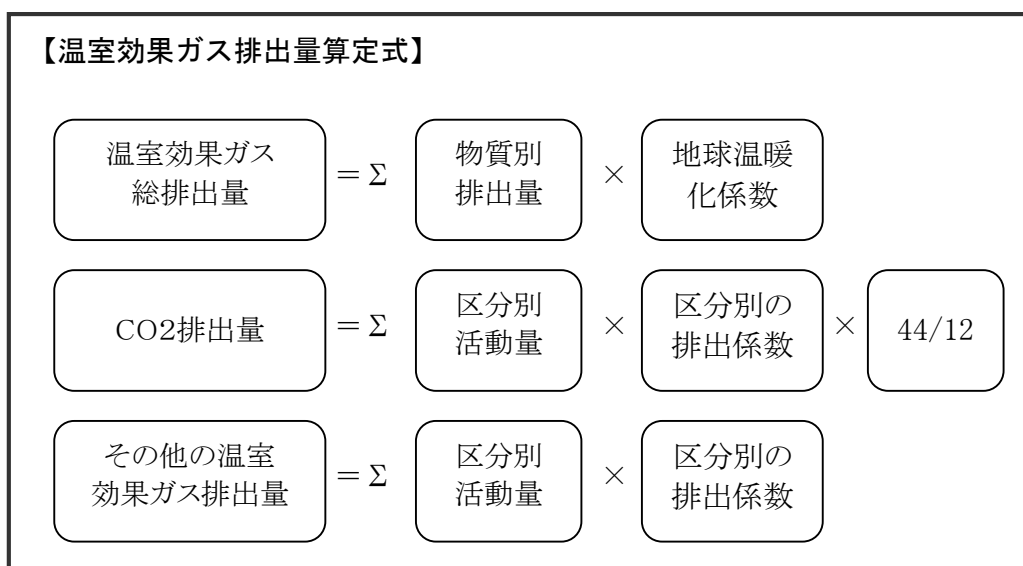 【温室効果ガス排出量算定式】
温室効果ガス
総排出量
＝Σ
物質別
排出量
×
地球温暖
化係数
CO2排出量
＝Σ
区分別
活動量
×
区分別の
排出係数
×
44/12
その他の温室
効果ガス排出量
＝Σ
区分別
活動量
×
区分別の
排出係数